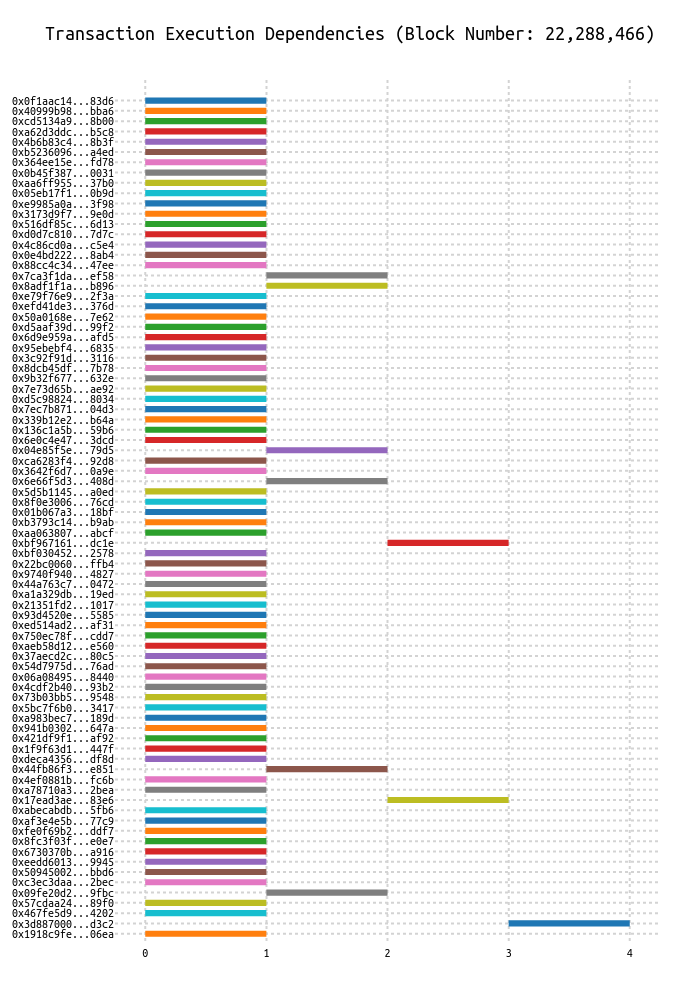 Transaction Execution Dependencies (Block Number: 22,288,466)
0x0f1aac14...83d6
0x40999b98...bba6
0xcd5134a9...8b00
0xa62d3ddc...b5c8
0x4b6b83c4...8b3f
0xb5236096...a4ed
0x364ee15e...fd78
0x0b45f387...0031
0xaa6ff955...37b0
0x05eb17f1...0b9d
0xe9985a0a...3f98
0x3173d9f7...9e0d
0x516df85c...6d13
0xd0d7c810...7d7c
0x4c86cd0a...c5e4
0x0e4bd222...8ab4
0x88cc4c34...47ee
0x7ca3f1da...ef58
0x8adf1f1a...b896
0xe79f76e9...2f3a
0xefd41de3...376d
0x50a0168e...7e62
0xd5aaf39d...99f2
0x6d9e959a...afd5
0x95ebebf4...6835
0x3c92f91d...3116
0x8dcb45df...7b78
0x9b32f677...632e
0x7e73d65b...ae92
0xd5c98824...8034
0x7ec7b871...04d3
0x339b12e2...b64a
0x136c1a5b...59b6
0x6e0c4e47...3dcd
0x04e85f5e...79d5
0xca6283f4...92d8
0x3642f6d7...0a9e
0x6e66f5d3...408d
0x5d5b1145...a0ed
0x8f0e3006...76cd
0x01b067a3...18bf
0xb3793c14...b9ab
0xaa063807...abcf
0xbf967161...dc1e
0xbf030452...2578
0x22bc0060...ffb4
0x9740f940...4827
0x44a763c7...0472
0xa1a329db...19ed
0x21351fd2...1017
0x93d4520e...5585
0xed514ad2...af31
0x750ec78f...cdd7
0xaeb58d12...e560
0x37aecd2c...80c5
0x54d7975d...76ad
0x06a08495...8440
0x4cdf2b40...93b2
0x73b03bb5...9548
0x5bc7f6b0...3417
0xa983bec7...189d
0x941b0302...647a
0x421df9f1...af92
0x1f9f63d1...447f
0xdeca4356...df8d
0x44fb86f3...e851
0x4ef0881b...fc6b
0xa78710a3...2bea
0x17ead3ae...83e6
0xabecabdb...5fb6
0xaf3e4e5b...77c9
0xfe0f69b2...ddf7
0x8fc3f03f...e0e7
0x6730370b...a916
0xeedd6013...9945
0x50945002...bbd6
0xc3ec3daa...2bec
0x09fe20d2...9fbc
0x57cdaa24...89f0
0x467fe5d9...4202
0x3d887000...d3c2
0x1918c9fe...06ea
0 1 2 3 4